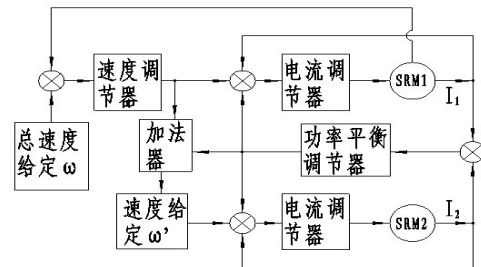 速度调
节器
电流调
节器
SRM1
I₁
总速度
给定ω
加法
器
功率平衡
调节器
速度给
定ω'
电流调
节器
SRM2
I₂